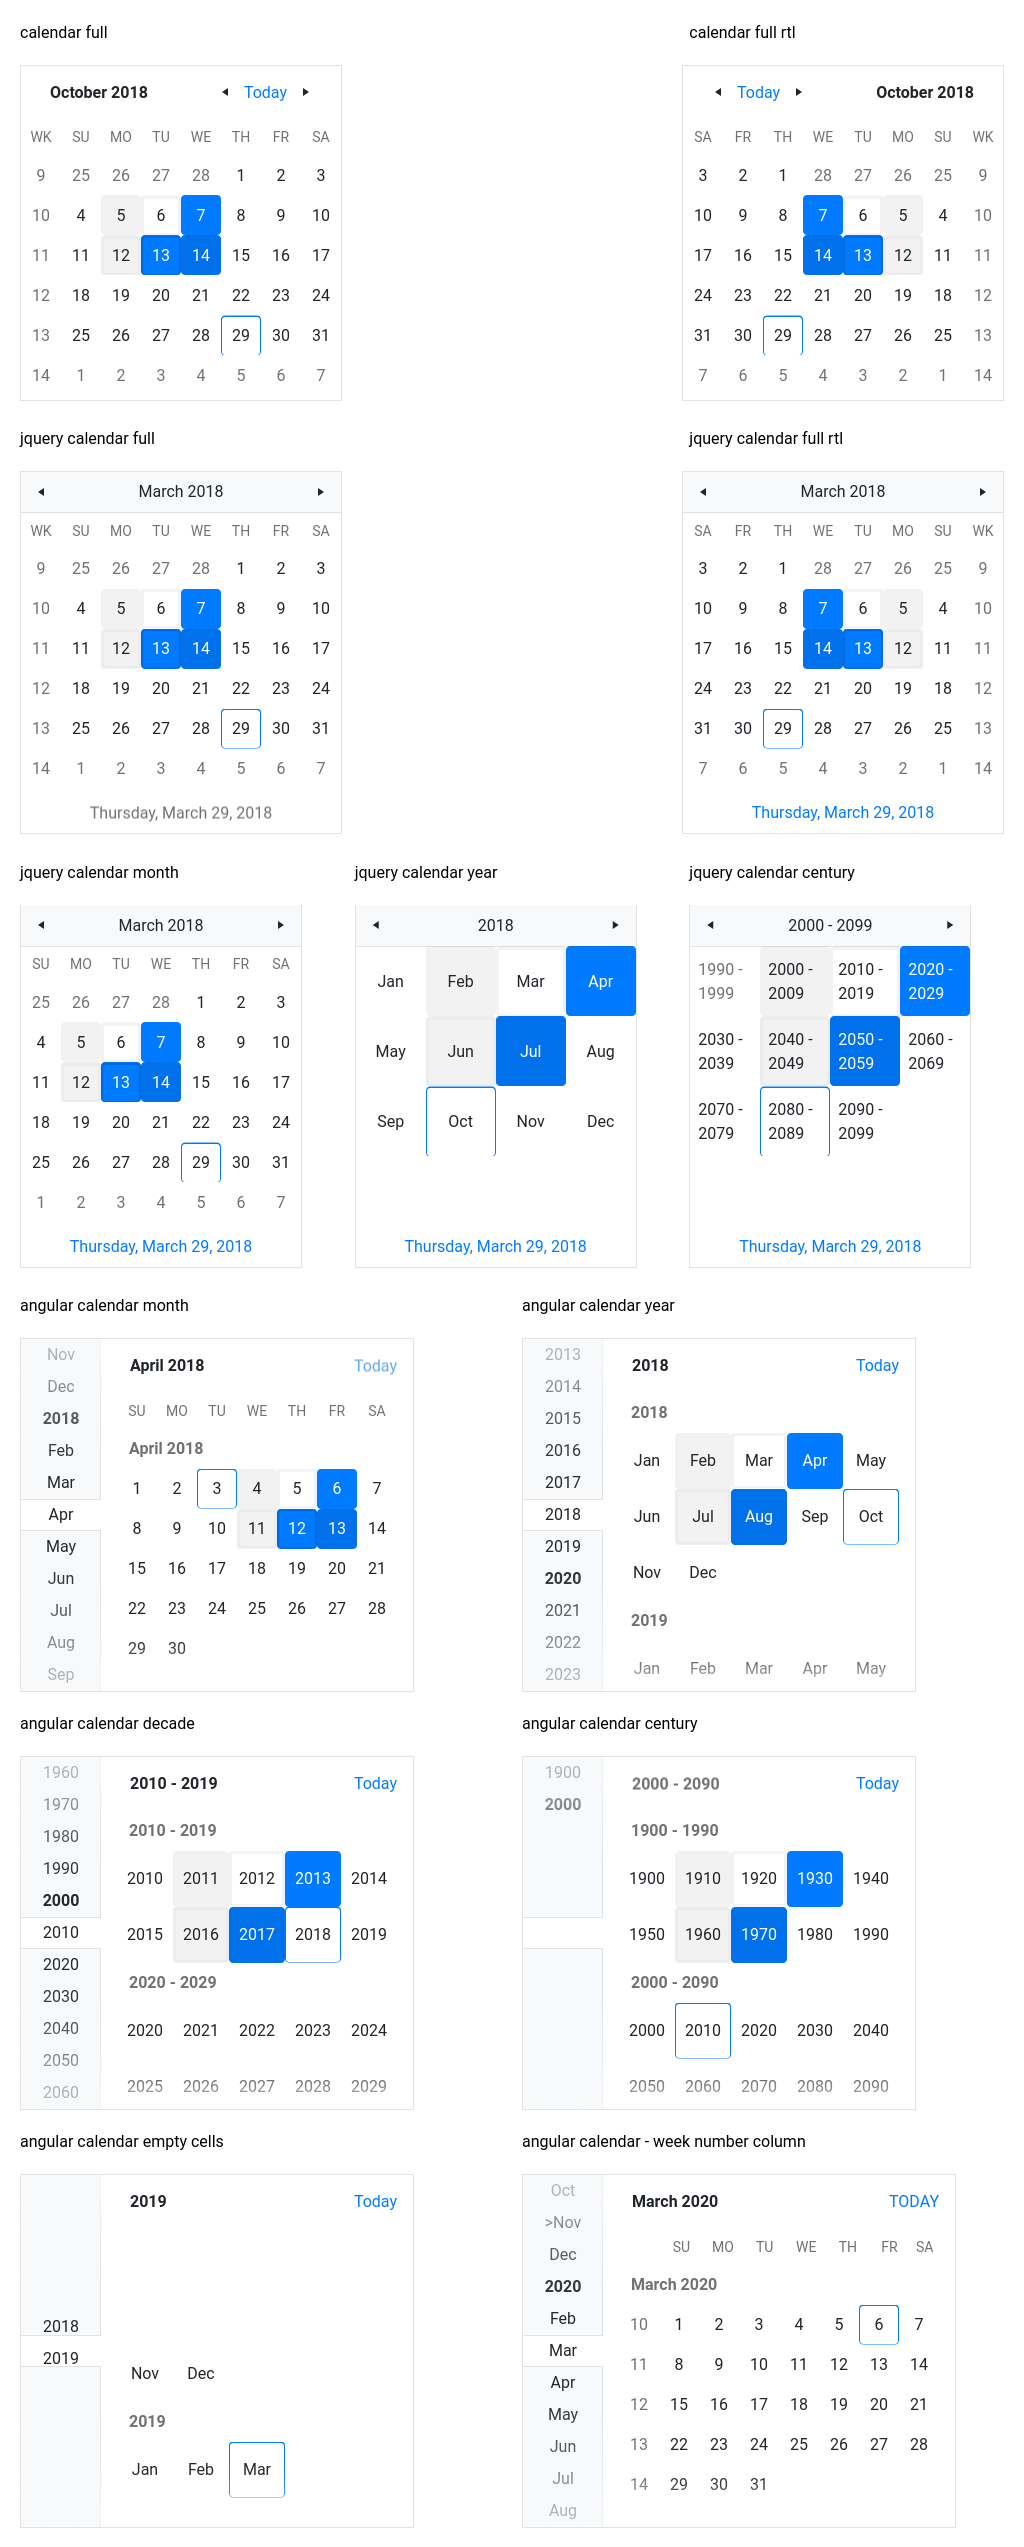 calendar full
calendar full rtl
October 2018 Today
Today October 2018
WK SU MO TU WE TH FR SA
SA FR TH WE TU MO SU WK
9 25 26 27 28 1 2 3
3 2 1 28 27 26 25 9
10 4 5 6 7 8 9 10
10 9 8 7 6 5 4 10
11 11 12 13 14 15 16 17
17 16 15 14 13 12 11 11
12 18 19 20 21 22 23 24
24 23 22 21 20 19 18 12
13 25 26 27 28 29 30 31
31 30 29 28 27 26 25 13
14 1 2 3 4 5 6 7
7 6 5 4 3 2 1 14
jquery calendar full
jquery calendar full rtl
March 2018
March 2018
WK SU MO TU WE TH FR SA
SA FR TH WE TU MO SU WK
9 25 26 27 28 1 2 3
3 2 1 28 27 26 25 9
10 4 5 6 7 8 9 10
10 9 8 7 6 5 4 10
11 11 12 13 14 15 16 17
17 16 15 14 13 12 11 11
12 18 19 20 21 22 23 24
24 23 22 21 20 19 18 12
13 25 26 27 28 29 30 31
31 30 29 28 27 26 25 13
14 1 2 3 4 5 6 7
7 6 5 4 3 2 1 14
Thursday, March 29, 2018
Thursday, March 29, 2018
jquery calendar month
March 2018
SU MO TU WE TH FR SA
25 26 27 28 1 2 3
4 5 6 7 8 9 10
11 12 13 14 15 16 17
18 19 20 21 22 23 24
25 26 27 28 29 30 31
1 2 3 4 5 6 7
Thursday, March 29, 2018
jquery calendar year
2018
Jan Feb Mar Apr
May Jun Jul Aug
Sep Oct Nov Dec
Thursday, March 29, 2018
jquery calendar century
2000 - 2099
1990 - 2000 - 2010 - 2020 -
1999 2009 2019 2029
2030 - 2040 - 2050 - 2060 -
2039 2049 2059 2069
2070 - 2080 - 2090 -
2079 2089 2099
Thursday, March 29, 2018
angular calendar month
Nov
Dec
2018
Feb
Mar
Apr
May
Jun
Jul
Aug
Sep
April 2018 Today
SU MO TU WE TH FR SA
April 2018
1 2 3 4 5 6 7
8 9 10 11 12 13 14
15 16 17 18 19 20 21
22 23 24 25 26 27 28
29 30
angular calendar year
2013
2014
2015
2016
2017
2018
2019
2020
2021
2022
2023
2018 Today
2018
Jan Feb Mar Apr May
Jun Jul Aug Sep Oct
Nov Dec
2019
Jan Feb Mar Apr May
angular calendar decade
1960
1970
1980
1990
2000
2010
2020
2030
2040
2050
2060
2010 - 2019 Today
2010 - 2019
2010 2011 2012 2013 2014
2015 2016 2017 2018 2019
2020 - 2029
2020 2021 2022 2023 2024
2025 2026 2027 2028 2029
angular calendar century
1900
2000
2000 - 2090 Today
1900 - 1990
1900 1910 1920 1930 1940
1950 1960 1970 1980 1990
2000 - 2090
2000 2010 2020 2030 2040
2050 2060 2070 2080 2090
angular calendar empty cells
2018
2019
2019 Today
Nov Dec
2019
Jan Feb Mar
angular calendar - week number column
Oct
>Nov
Dec
2020
Feb
Mar
Apr
May
Jun
Jul
Aug
March 2020 TODAY
SU MO TU WE TH FR SA
March 2020
10 1 2 3 4 5 6 7
11 8 9 10 11 12 13 14
12 15 16 17 18 19 20 21
13 22 23 24 25 26 27 28
14 29 30 31